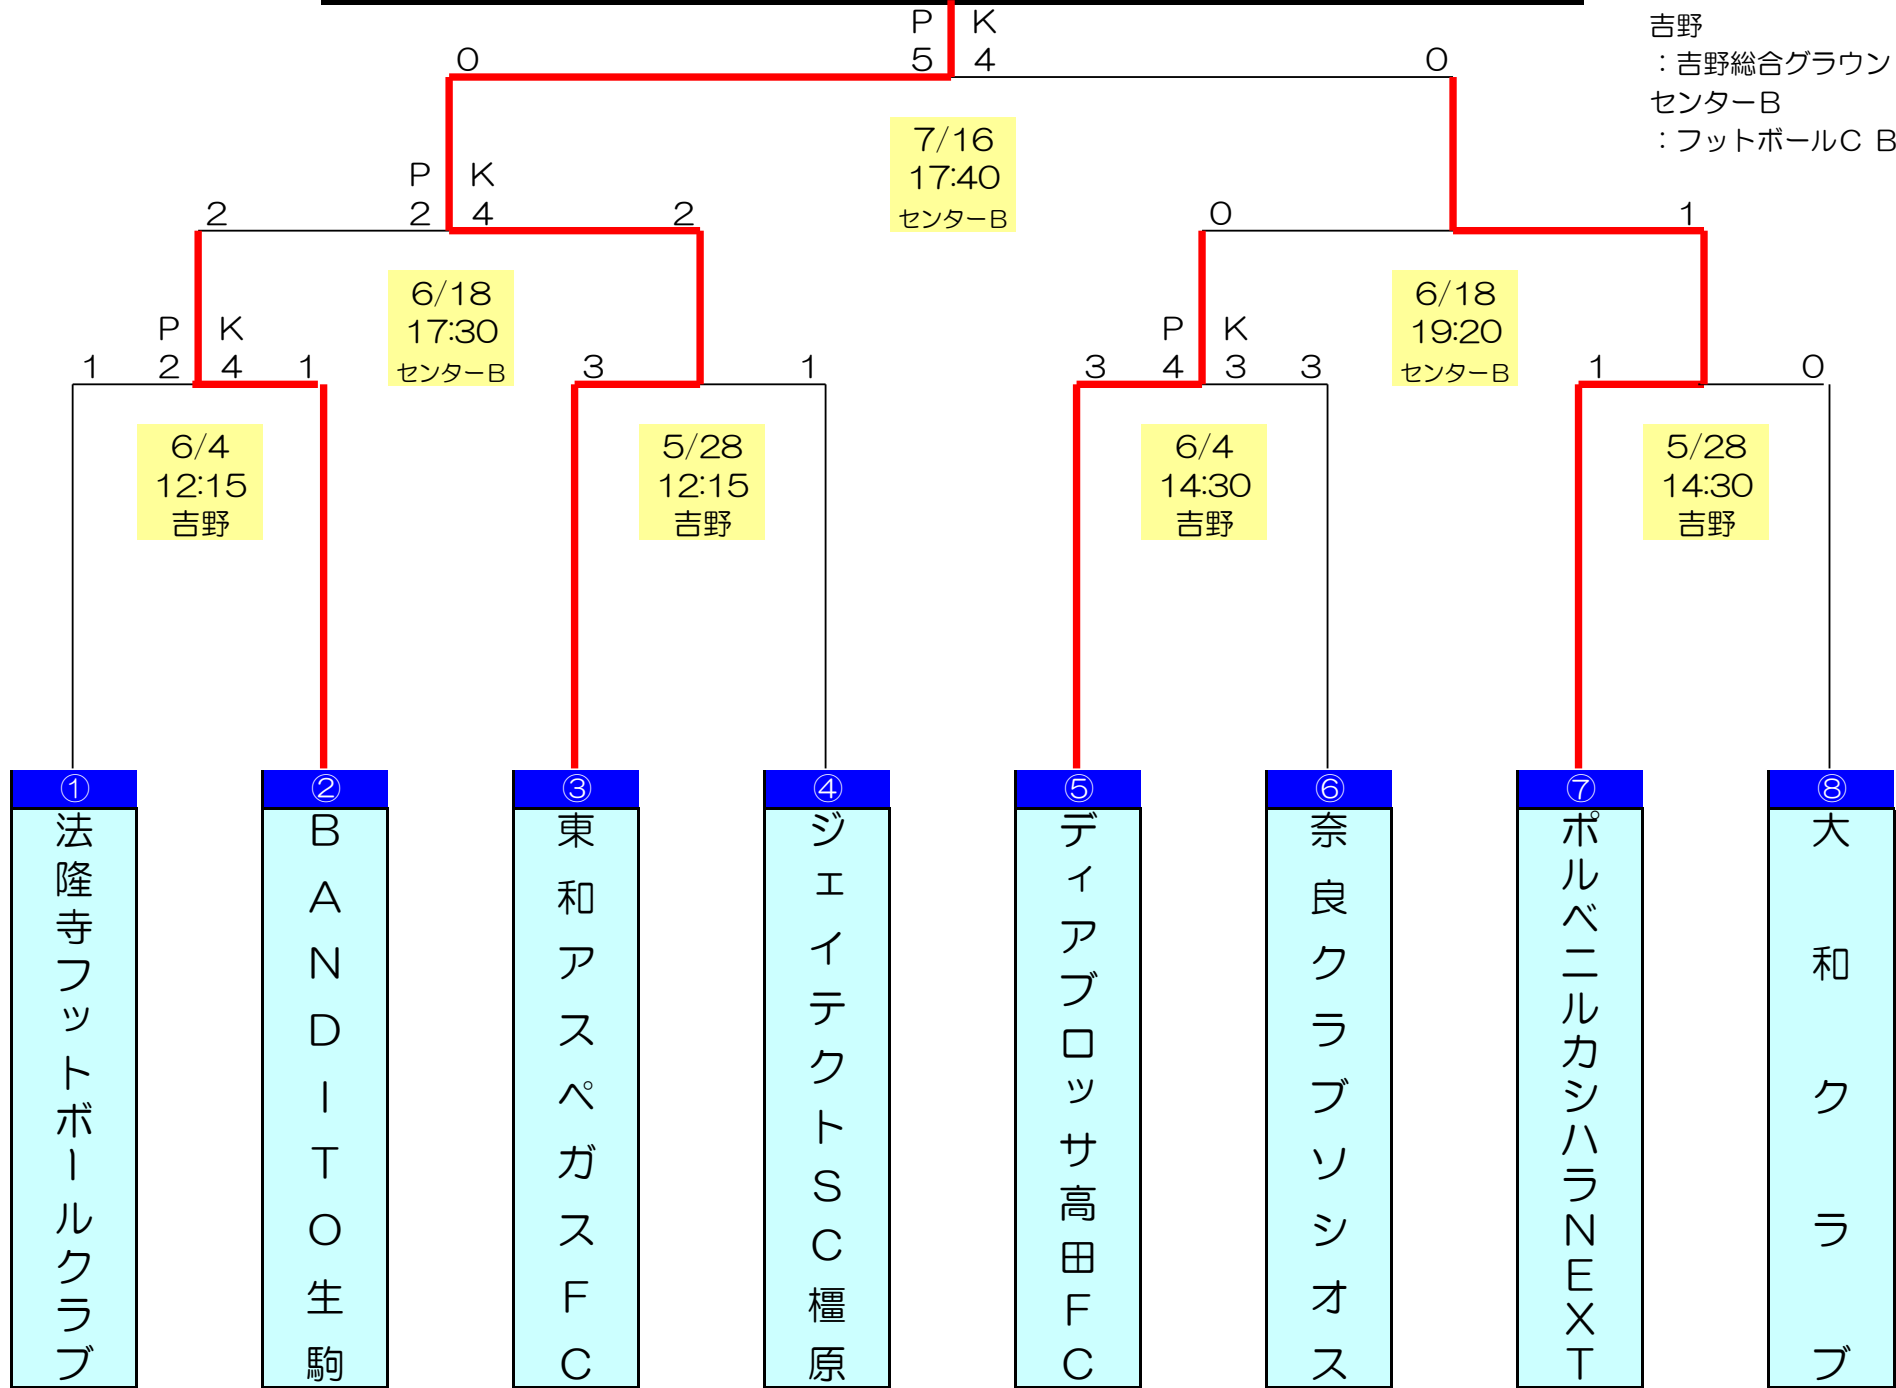 P K
吉野
0 5 4 0
：吉野総合グラウン
センターB
：フットボールC B
7/16
17:40
センターB
P K
2 2 4 2
0 1
6/18
17:30
センターB
6/18
19:20
センターB
P K
1 2 4 1
3 1
P K
3 4 3 3
1 0
6/4
12:15
吉野
5/28
12:15
吉野
6/4
14:30
吉野
5/28
14:30
吉野
①
法隆寺フットボールクラブ
②
BANDITO生駒
③
東和アスペガスFC
④
ジェイテクトSC橿原
⑤
ディアブロッサ高田FC
⑥
奈良クラブソシオス
⑦
ポルベニルカシハラNEXT
⑧
大和クラブ